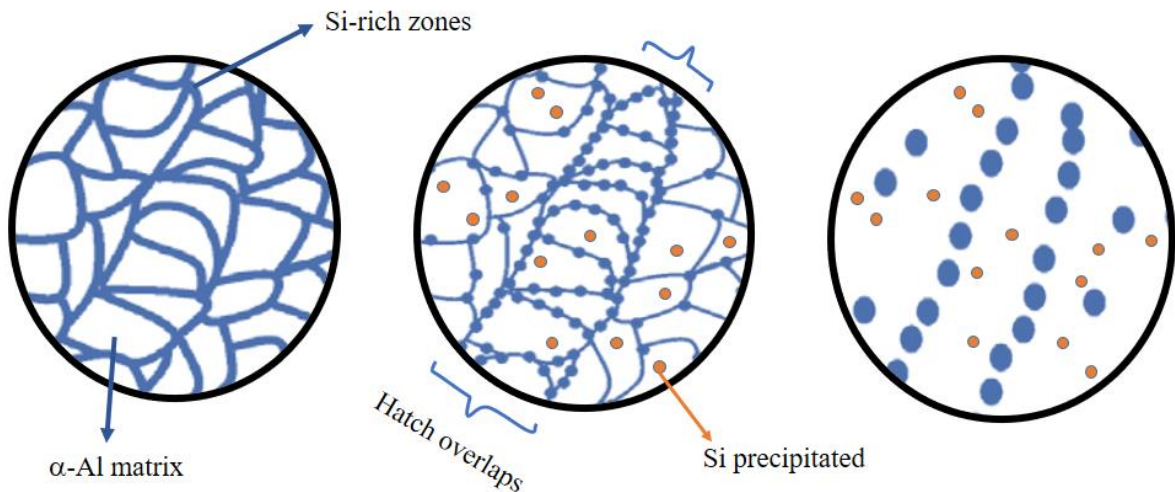 Si-rich zones
α-Al matrix
Hatch overlaps
Si precipitated